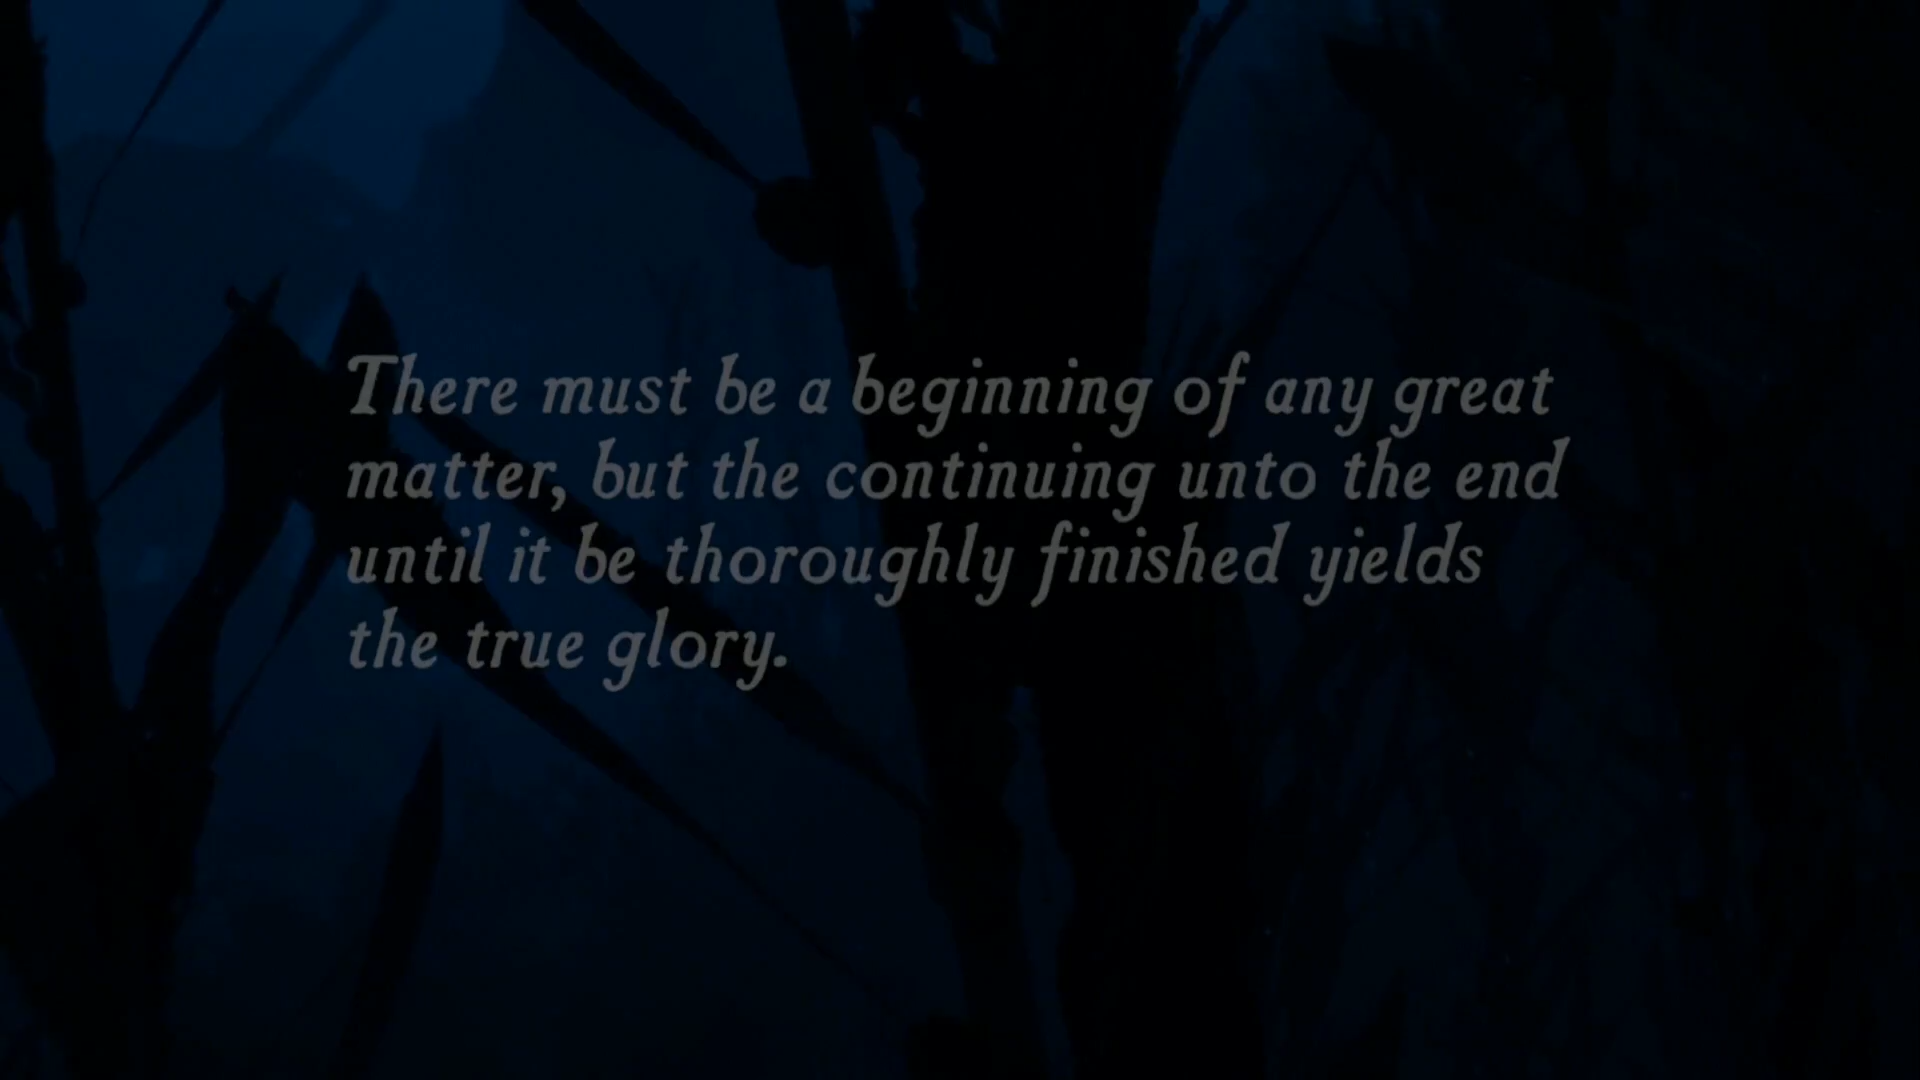 There must be a beginning of any great
matter, but the continuing unto the end
until it be thoroughly finished yields
the true glory.